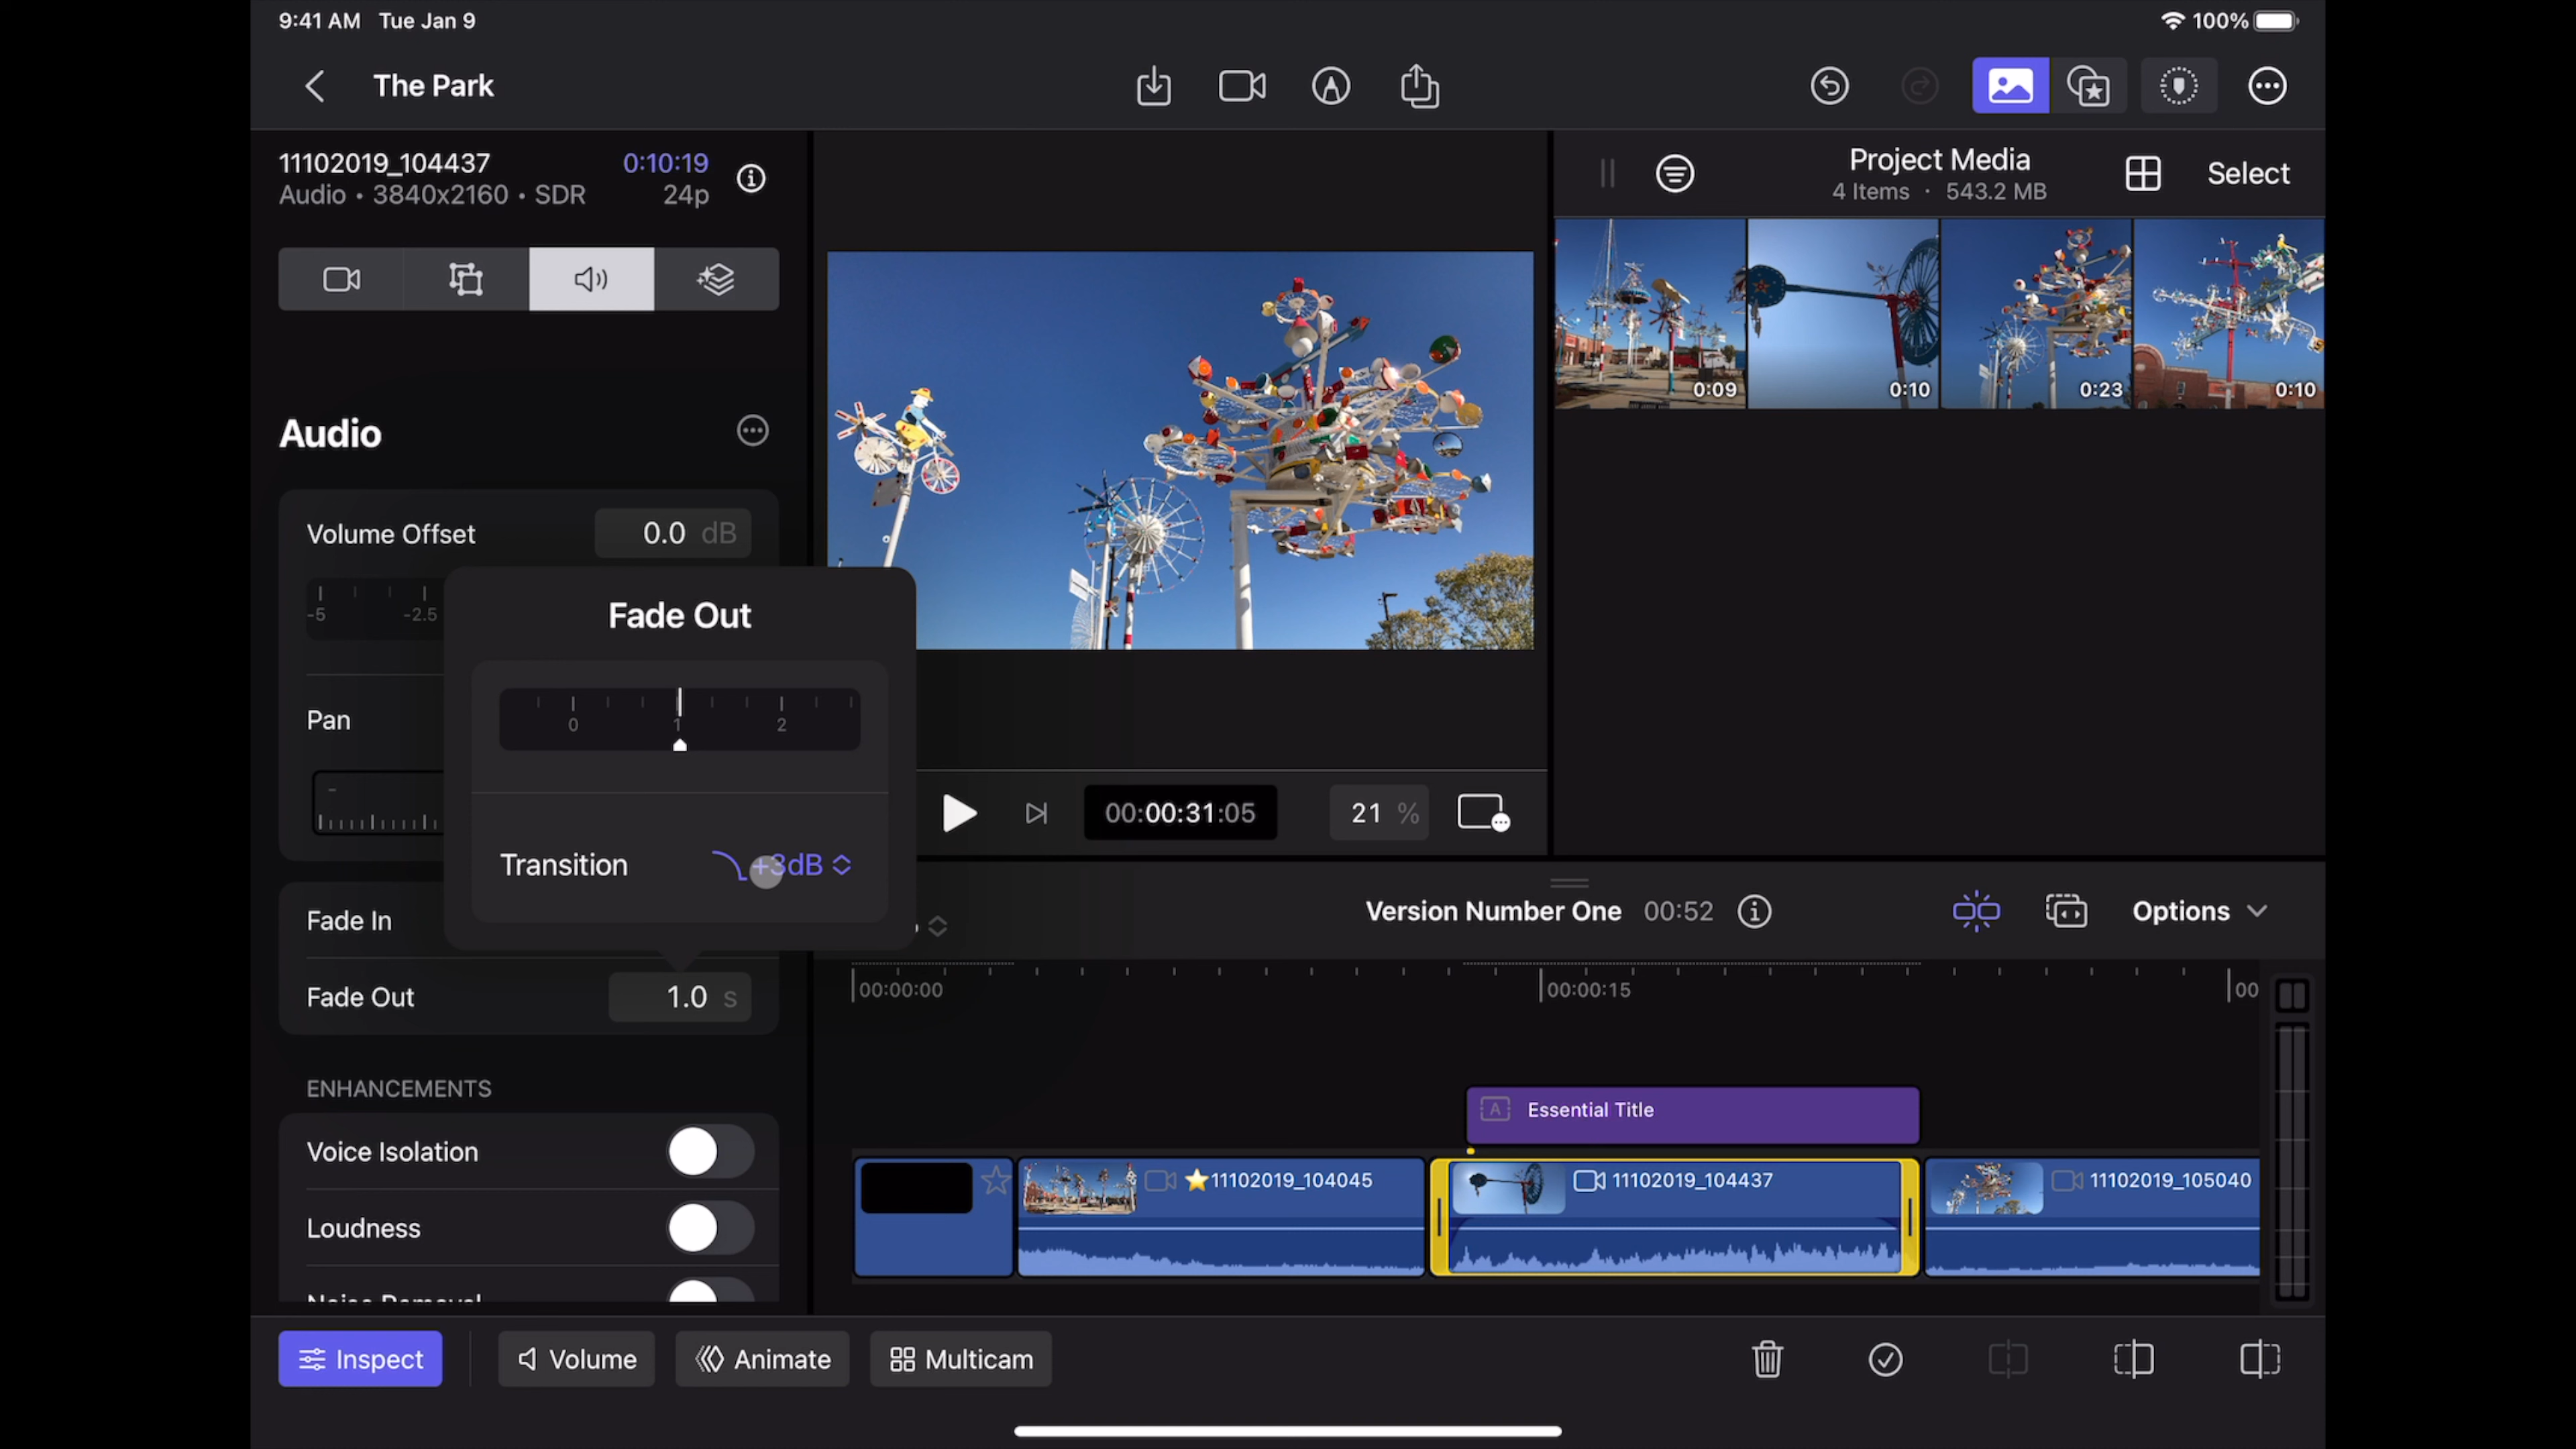 9:41 AM Tue Jan 9
100%
The Park
11102019_104437 0:10:19
Audio • 3840x2160 • SDR 24p
Project Media
4 Items · 543.2 MB
Select
0:09
0:10
0:23
0:10
Audio
Volume Offset 0.0 dB
-5 -2.5
Pan
-
Fade Out
0 1 2
Transition +3dB
Fade In
Fade Out 1.0 s
ENHANCEMENTS
Voice Isolation
Loudness
Noise Removal
00:00:31:05
21 %
Version Number One 00:52
Options
00:00:00
00:00:15
00
A Essential Title
11102019_104045
11102019_104437
11102019_105040
Inspect
Volume
Animate
Multicam